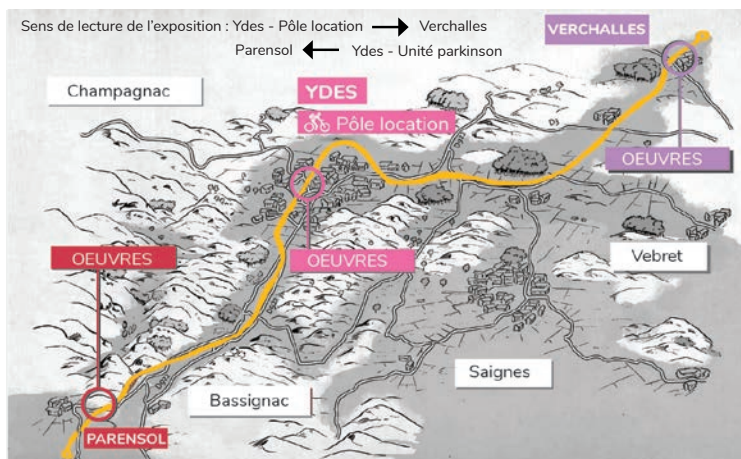 Sens de lecture de l'exposition : Ydes - Pôle location → Verchalles
Parensol ← Ydes - Unité parkinson
VERCHALLES
Champagnac
YDES
Pôle location
OEUVRES
OEUVRES
OEUVRES
Vebret
Saignes
Bassignac
PARENSOL